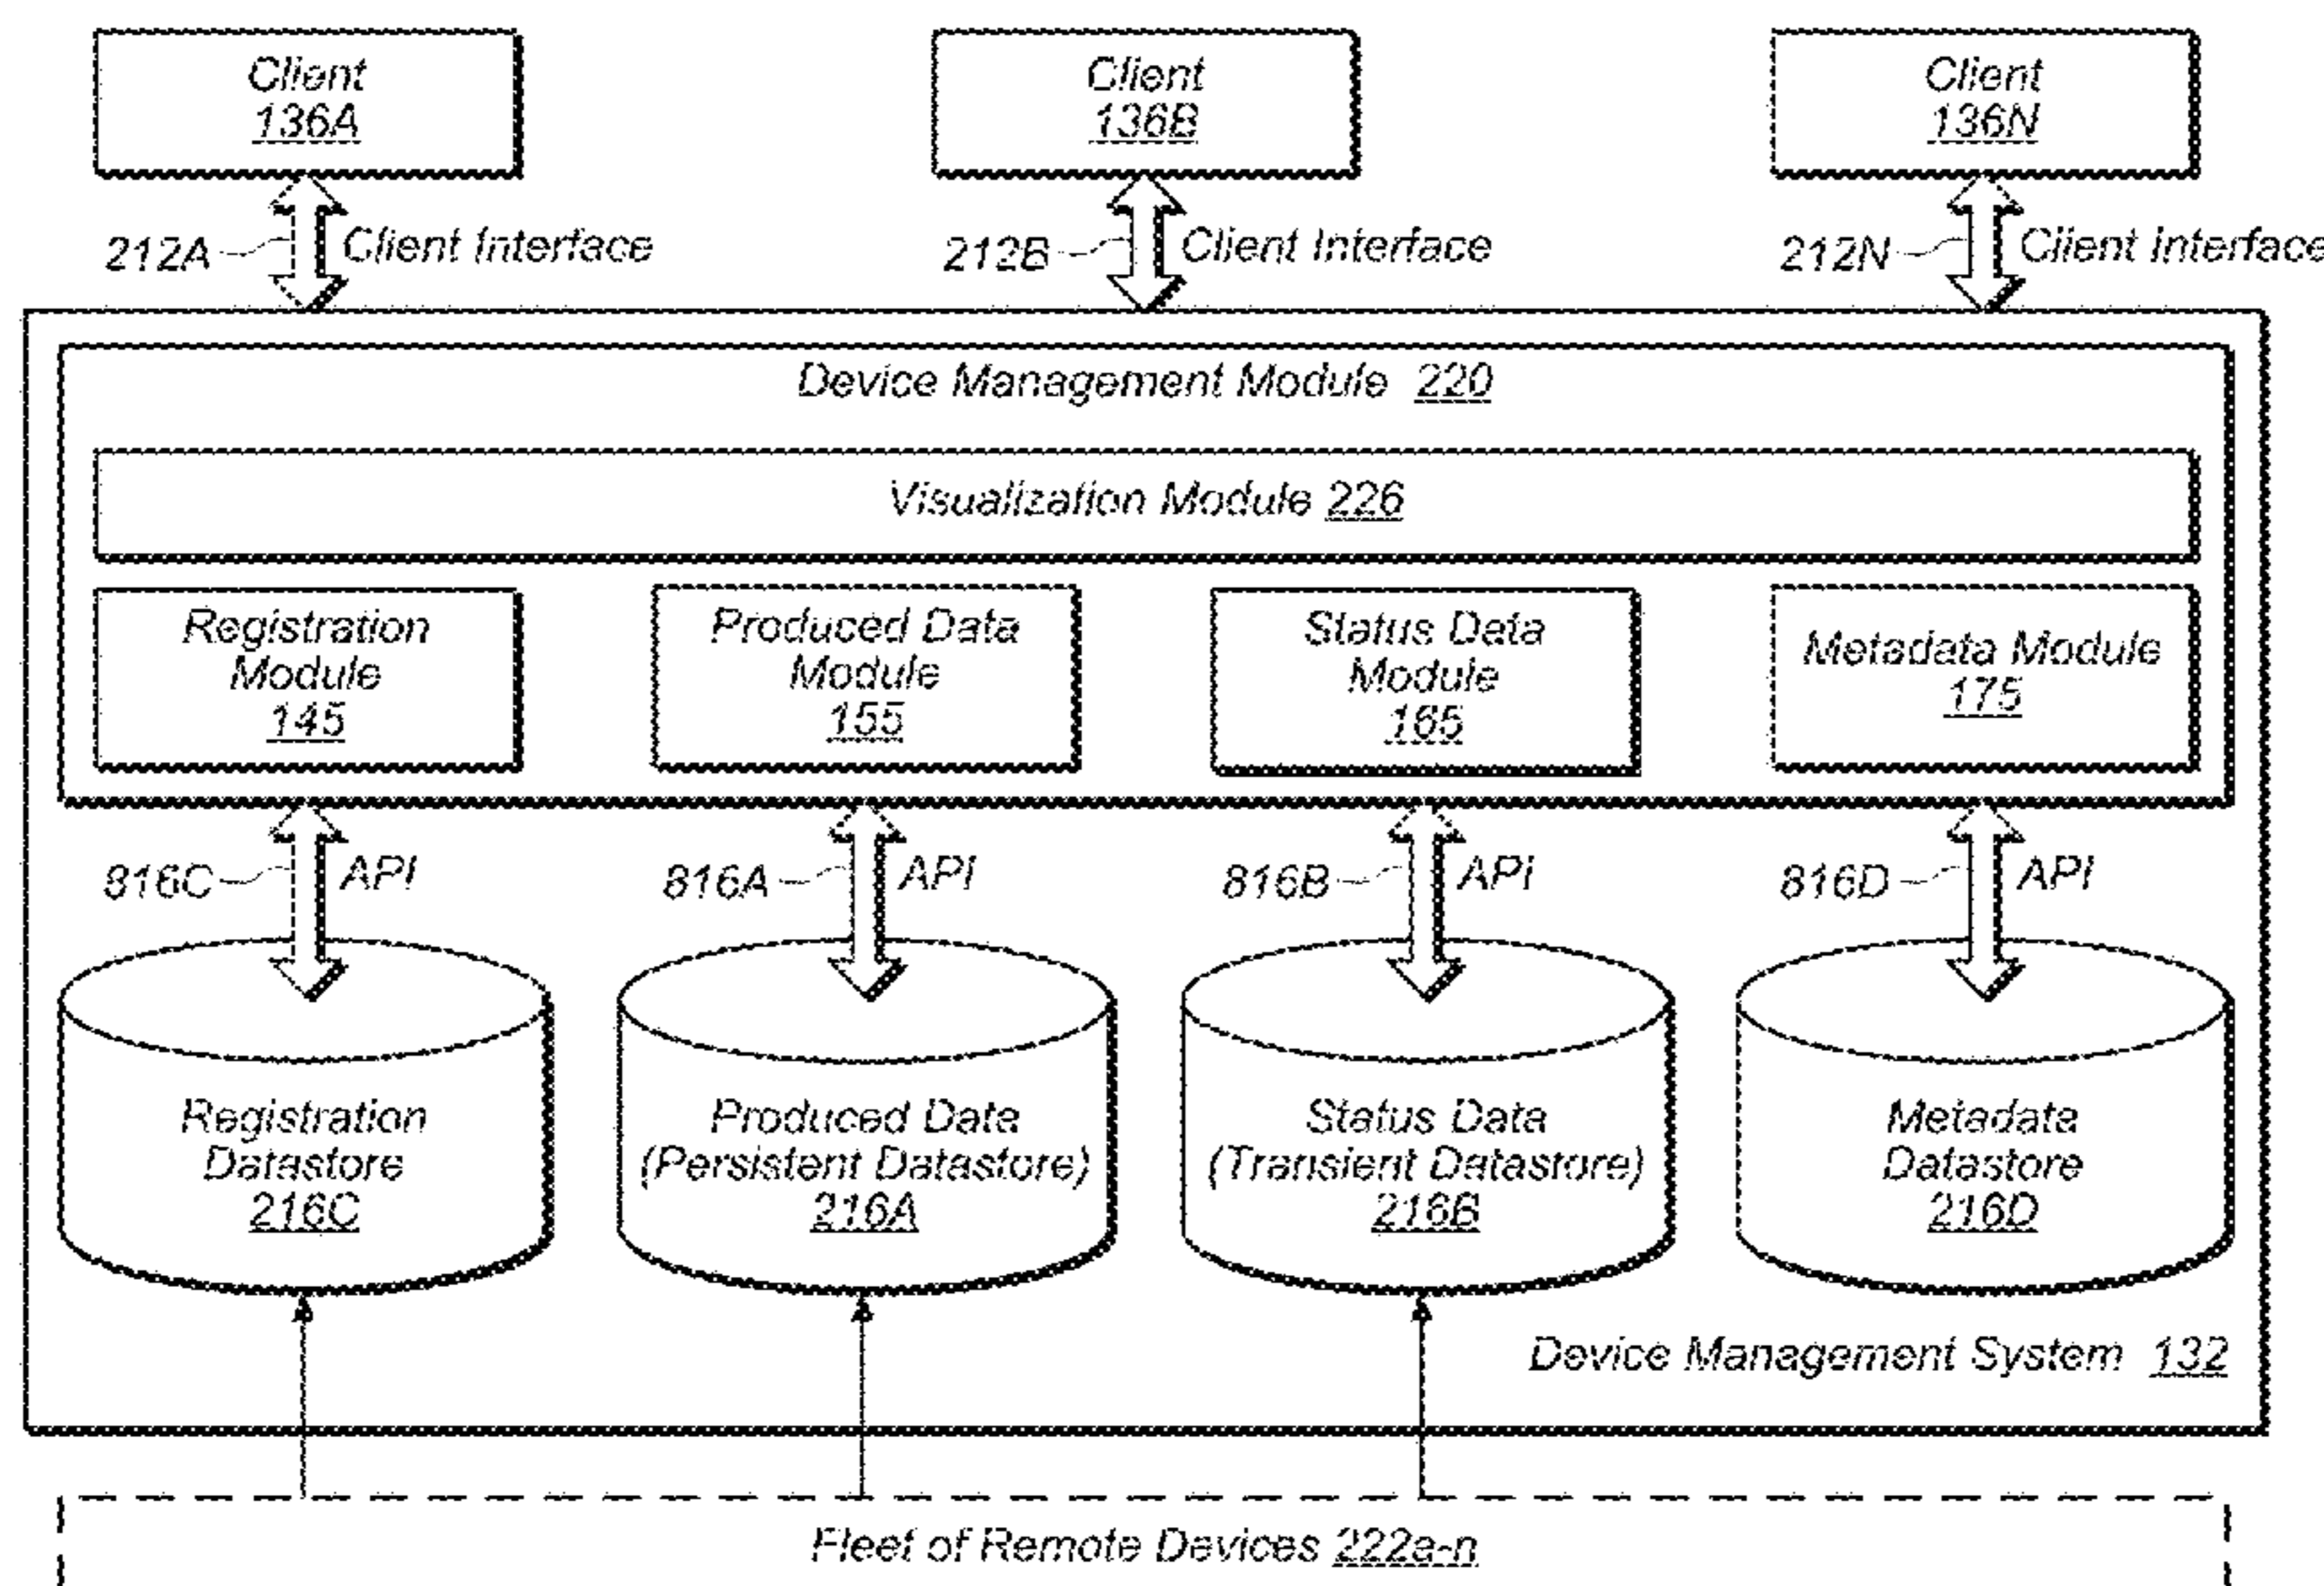 Client
136A
Client
136B
Client
136N
212A
Client Interface
212B
Client Interface
212N
Client Interface
Device Management Module 220
Visualization Module 226
Registration
Module
145
Produced Data
Module
155
Status Data
Module
165
Metadata Module
175
816C
API
816A
API
816B
API
816D
API
Registration
Datastore
216C
Produced Data
(Persistent Datastore)
216A
Status Data
(Transient Datastore)
216B
Metadata
Datastore
216D
Device Management System 132
Fleet of Remote Devices 222a-n